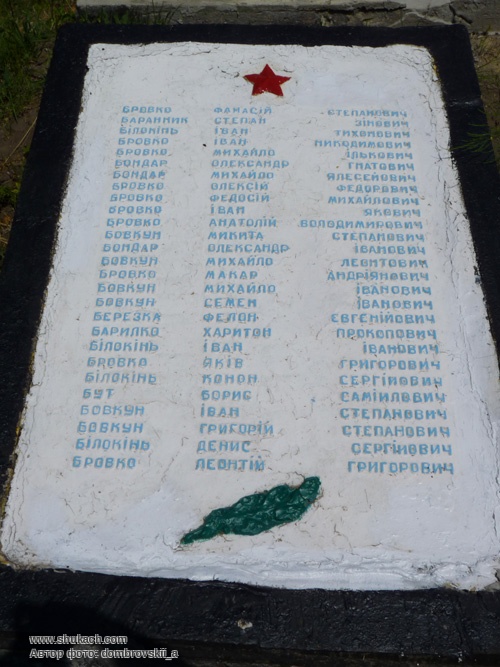 БРОВКО ФАНАСІЙ СТЕПАНОВИЧ
БАРАННИК СТЕПАН ЗІНОВИЧ
БІЛОКІНЬ ІВАН ТИХОНОВИЧ
БРОВКО ІВАН НИКОДИМОВИЧ
БРОВКО МИХАЙЛО ІЛЬКОВИЧ
БОНДАР ОЛЕКСАНДР ГНАТОВИЧ
БОНДАР МИХАЙЛО ЯЛЕСЕЙОВИЧ
БРОВКО ОЛЕКСІЙ ФЕДОРОВИЧ
БРОВКО ФЕДОСІЙ МИХАЙЛОВИЧ
БРОВКО ІВАН ЯКОВИЧ
БРОВКО АНАТОЛІЙ ВОЛОДИМИРОВИЧ
БОВКУН МИКИТА СТЕПАНОВИЧ
БОНДАР ОЛЕКСАНДР ІВАНОВИЧ
БОВКУН МИХАЙЛО ЛЕОНТОВИЧ
БРОВКО МАКАР АНДРІЯНОВИЧ
БОВКУН МИХАЙЛО ІВАНОВИЧ
БОВКУН СЕМЕН ІВАНОВИЧ
БЕРЕЗКА ФЕЛОН ЕВГЕНІЙОВИЧ
БАРИЛКО ХАРИТОН ПРОКОПОВИЧ
БІЛОКІНЬ ІВАН ІВАНОВИЧ
БРОВКО ЯКІВ ГРИГОРОВИЧ
БІЛОКІНЬ КОНОН СЕРГІЙОВИЧ
БУТ БОРИС САМІЙЛОВИЧ
БОВКУН ІВАН СТЕПАНОВИЧ
БОВКУН ГРИГОРІЙ СТЕПАНОВИЧ
БІЛОКІНЬ ДЕНИС СЕРГІЙОВИЧ
БРОВКО ЛЕОНТІЙ ГРИГОРОВИЧ
www.shukach.com
Автор фото: dombrovskii_a